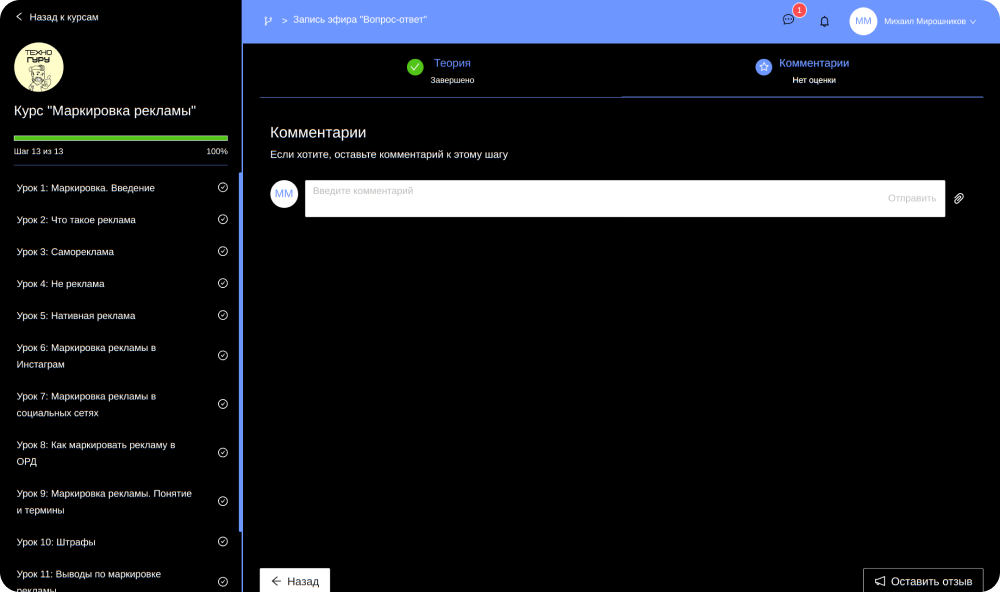 Назад к курсам
ТЕХНО
ГУРУ
Курс "Маркировка рекламы"
Шаг 13 из 13
100%
Урок 1: Маркировка. Введение
Урок 2: Что такое реклама
Урок 3: Самореклама
Урок 4: Не реклама
Урок 5: Нативная реклама
Урок 6: Маркировка рекламы в
Инстаграм
Урок 7: Маркировка рекламы в
социальных сетях
Урок 8: Как маркировать рекламу в
ОРД
Урок 9: Маркировка рекламы. Понятие
и термины
Урок 10: Штрафы
Урок 11: Выводы по маркировке
рекламы
> Запись эфира "Вопрос-ответ"
1
ММ
Михаил Мирошников
Теория
Завершено
Комментарии
Нет оценки
Комментарии
Если хотите, оставьте комментарий к этому шагу
ММ
Введите комментарий
Отправить
Назад
Оставить отзыв